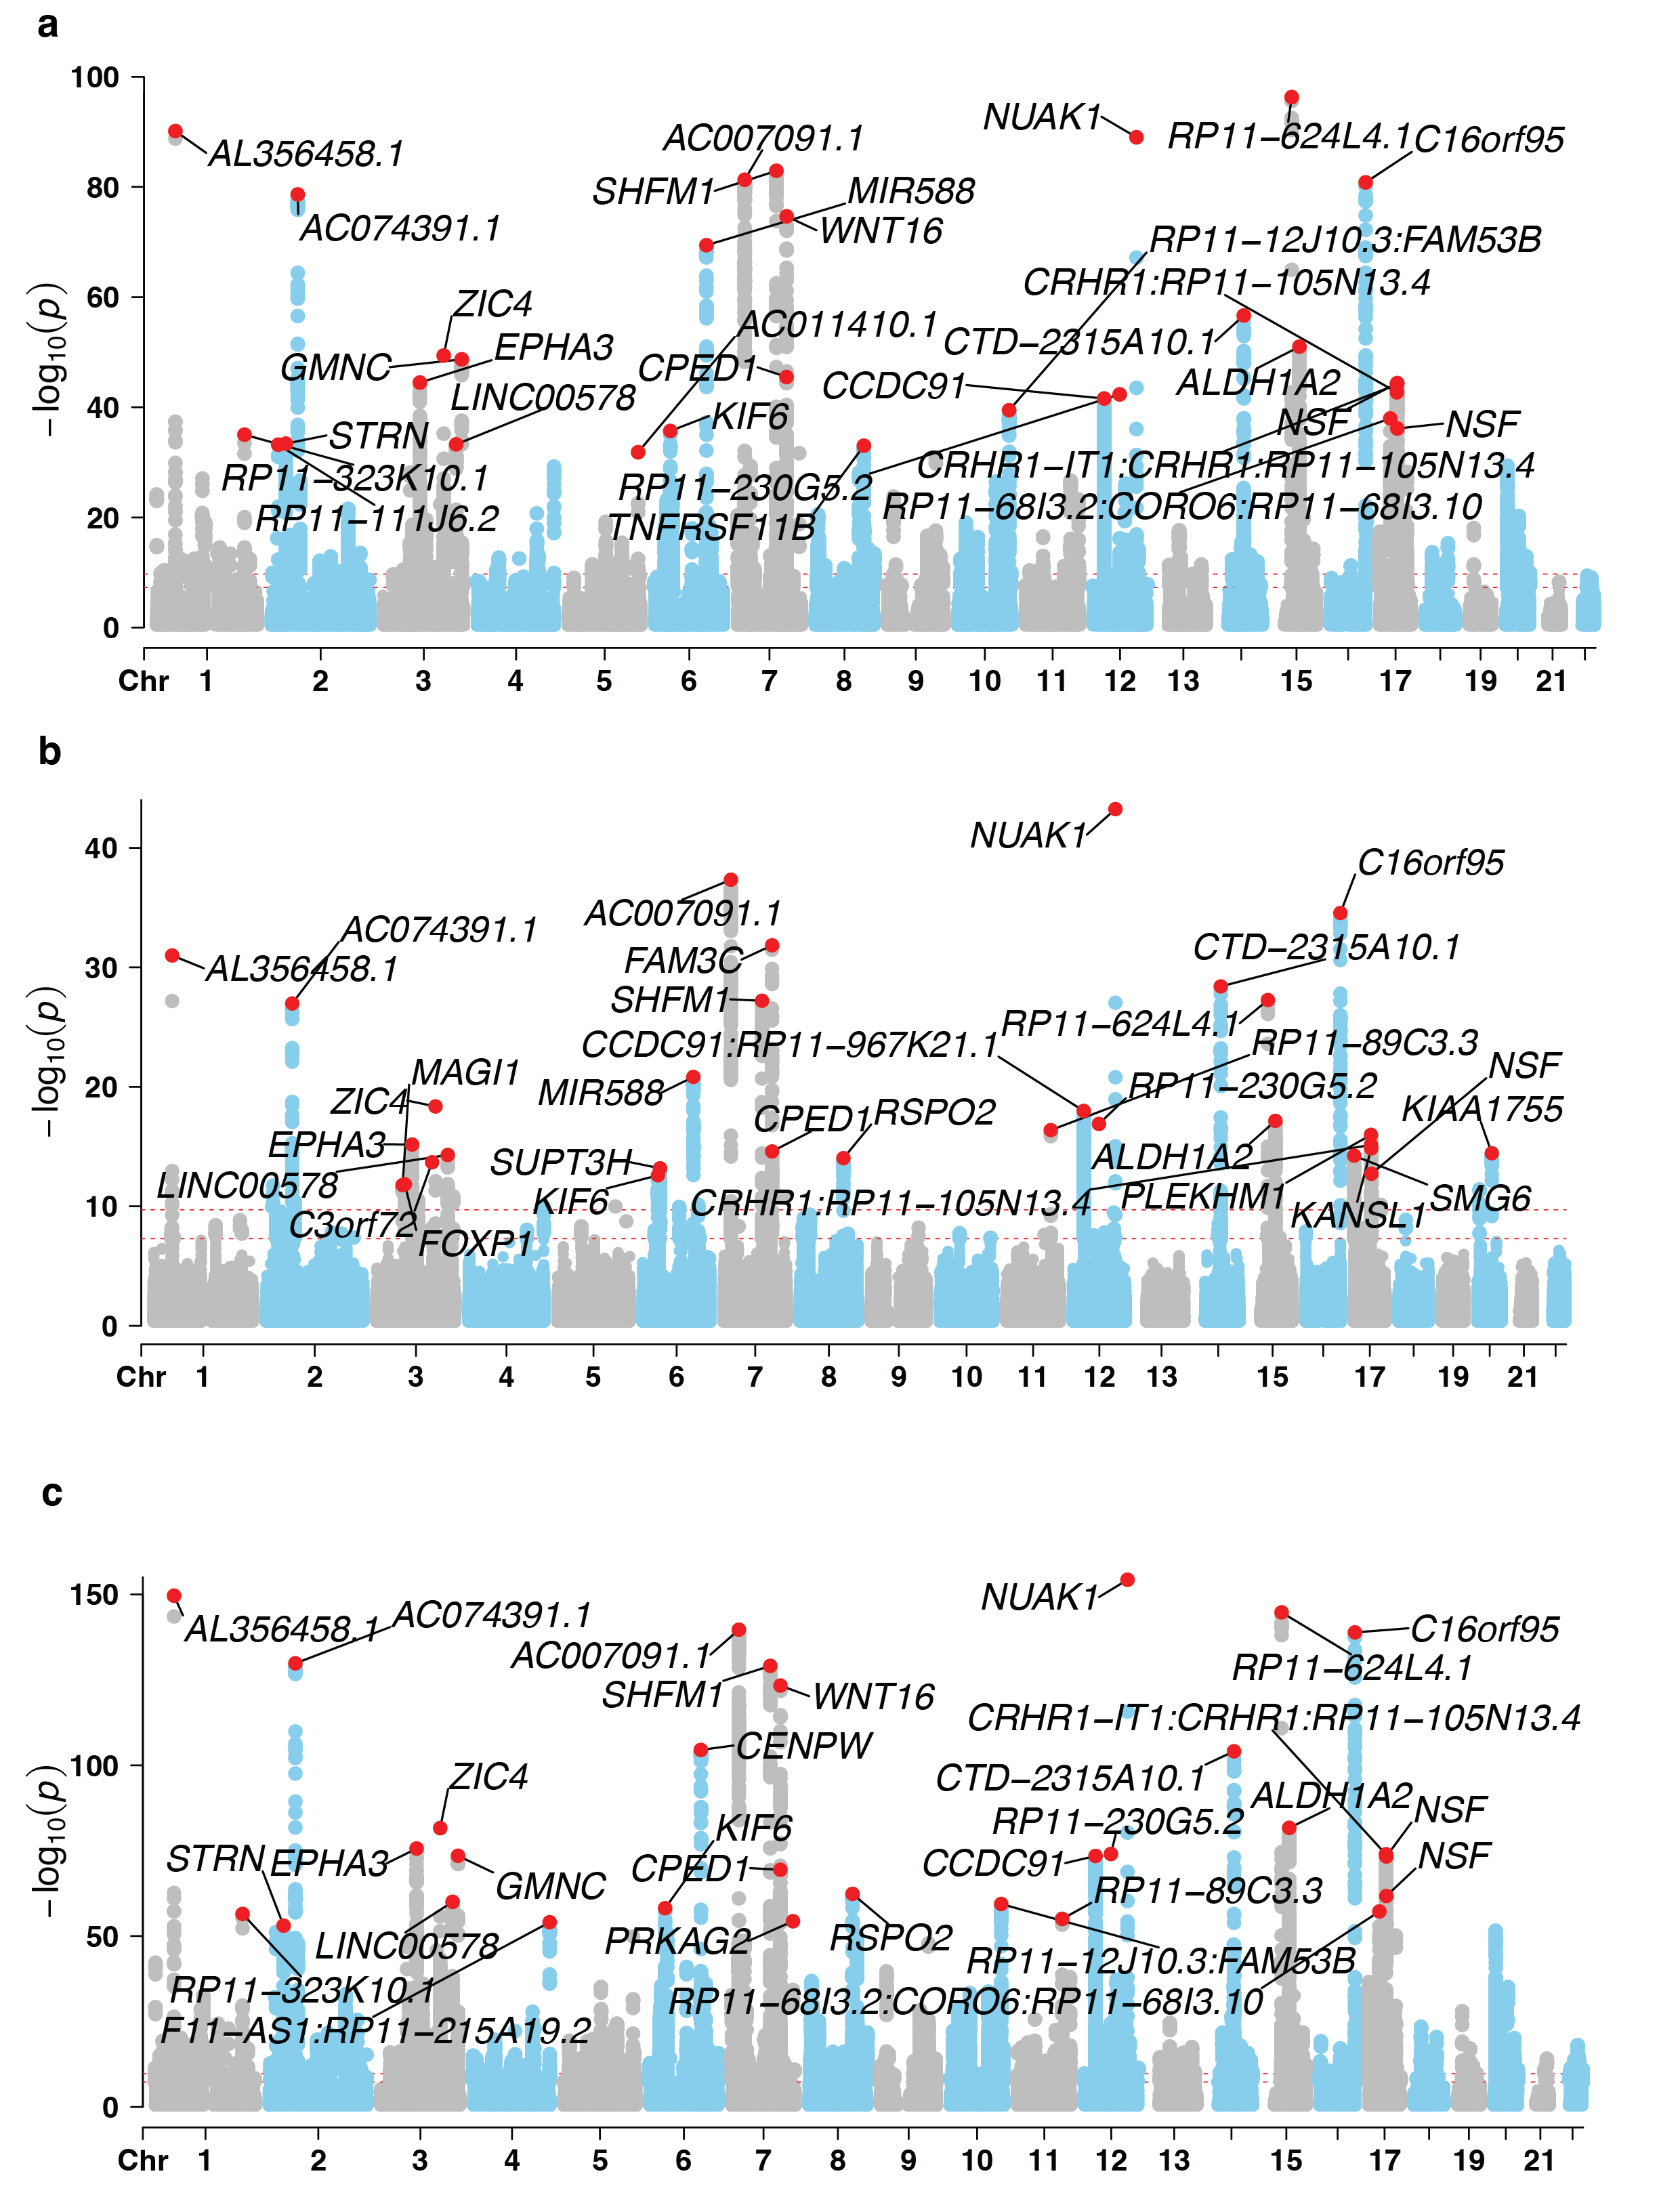 a
100
80
60
40
20
0
−log10(p)
AL356458.1
AC074391.1
ZIC4
GMNC
EPHA3
LINC00578
STRN
RP11−323K10.1
RP11−111J6.2
AC007091.1
SHFM1
MIR588
WNT16
AC011410.1
CPED1
KIF6
CCDC91
RP11−230G5.2
TNFRSF11B
NUAK1
RP11−624L4.1
C16orf95
RP11−12J10.3:FAM53B
CRHR1:RP11−105N13.4
CTD−2315A10.1
ALDH1A2
NSF
NSF
CRHR1−IT1:CRHR1:RP11−105N13.4
RP11−68I3.2:CORO6:RP11−68I3.10
Chr 1 2 3 4 5 6 7 8 9 10 11 12 13 15 17 19 21
b
40
30
20
10
0
−log10(p)
NUAK1
C16orf95
AC007091.1
AC074391.1
AL356458.1
FAM3C
SHFM1
CTD−2315A10.1
RP11−624L4.1
CCDC91:RP11−967K21.1
RP11−89C3.3
RP11−230G5.2
NSF
KIAA1755
MAGI1
ZIC4
EPHA3
LINC00578
C3orf72
FOXP1
MIR588
CPED1
RSPO2
SUPT3H
KIF6
CRHR1:RP11−105N13.4
ALDH1A2
PLEKHM1
KANSL1
SMG6
Chr 1 2 3 4 5 6 7 8 9 10 11 12 13 15 17 19 21
c
150
100
50
0
−log10(p)
AL356458.1
AC074391.1
AC007091.1
SHFM1
WNT16
NUAK1
C16orf95
RP11−624L4.1
CRHR1−IT1:CRHR1:RP11−105N13.4
CENPW
CTD−2315A10.1
ZIC4
ALDH1A2
NSF
RP11−230G5.2
KIF6
STRN
EPHA3
CPED1
CCDC91
NSF
GMNC
RP11−89C3.3
LINC00578
PRKAG2
RSPO2
RP11−12J10.3:FAM53B
RP11−323K10.1
RP11−68I3.2:CORO6:RP11−68I3.10
F11−AS1:RP11−215A19.2
Chr 1 2 3 4 5 6 7 8 9 10 11 12 13 15 17 19 21